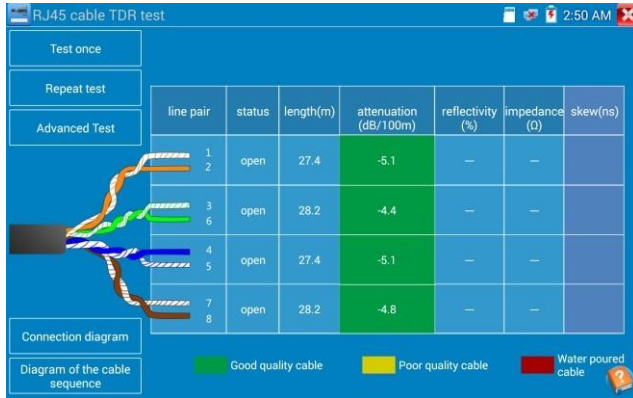 RJ45 cable TDR test
2:50 AM
Test once
Repeat test
Advanced Test
line pair status length(m) attenuation (dB/100m) reflectivity (%) impedance (Ω) skew(ns)
1
2
open 27.4 -5.1 — —
3
6
open 28.2 -4.4 — —
4
5
open 27.4 -5.1 — —
7
8
open 28.2 -4.8 — —
Connection diagram
Diagram of the cable
sequence
Good quality cable
Poor quality cable
Water poured
cable